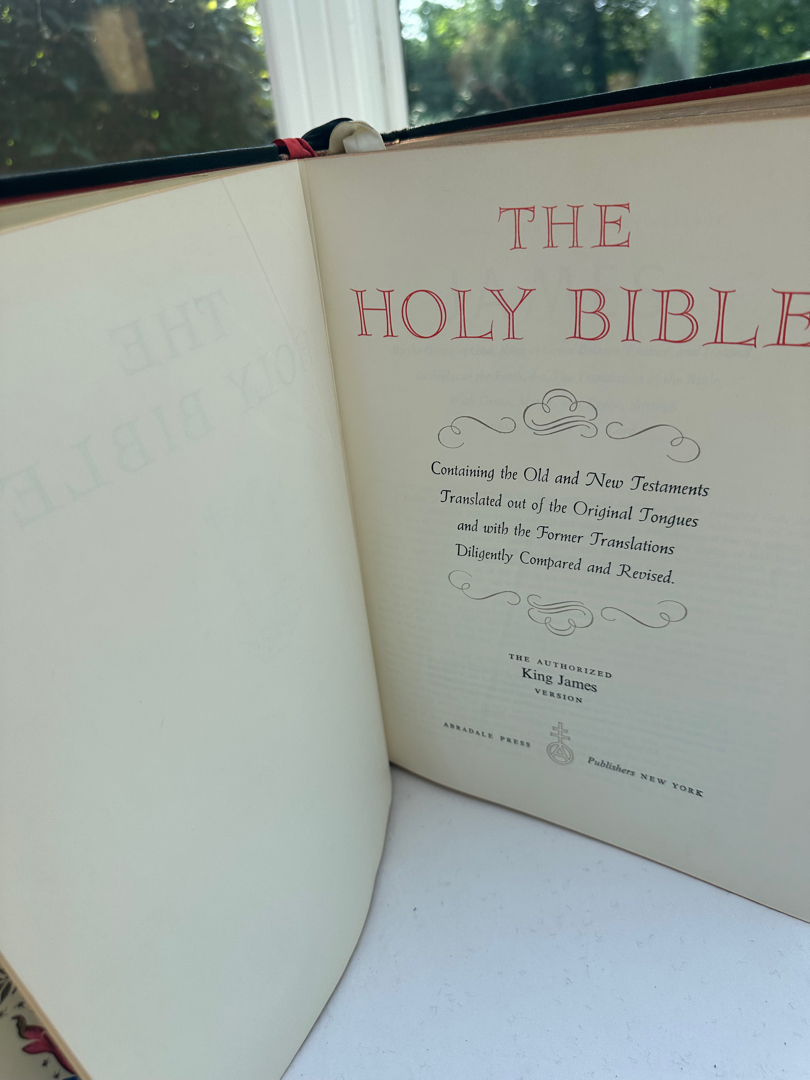 THE
HOLY BIBLE
Containing the Old and New Testaments
Translated out of the Original Tongues
and with the Former Translations
Diligently Compared and Revised.
THE AUTHORIZED
King James
VERSION
ABRADALE PRESS Publishers NEW YORK